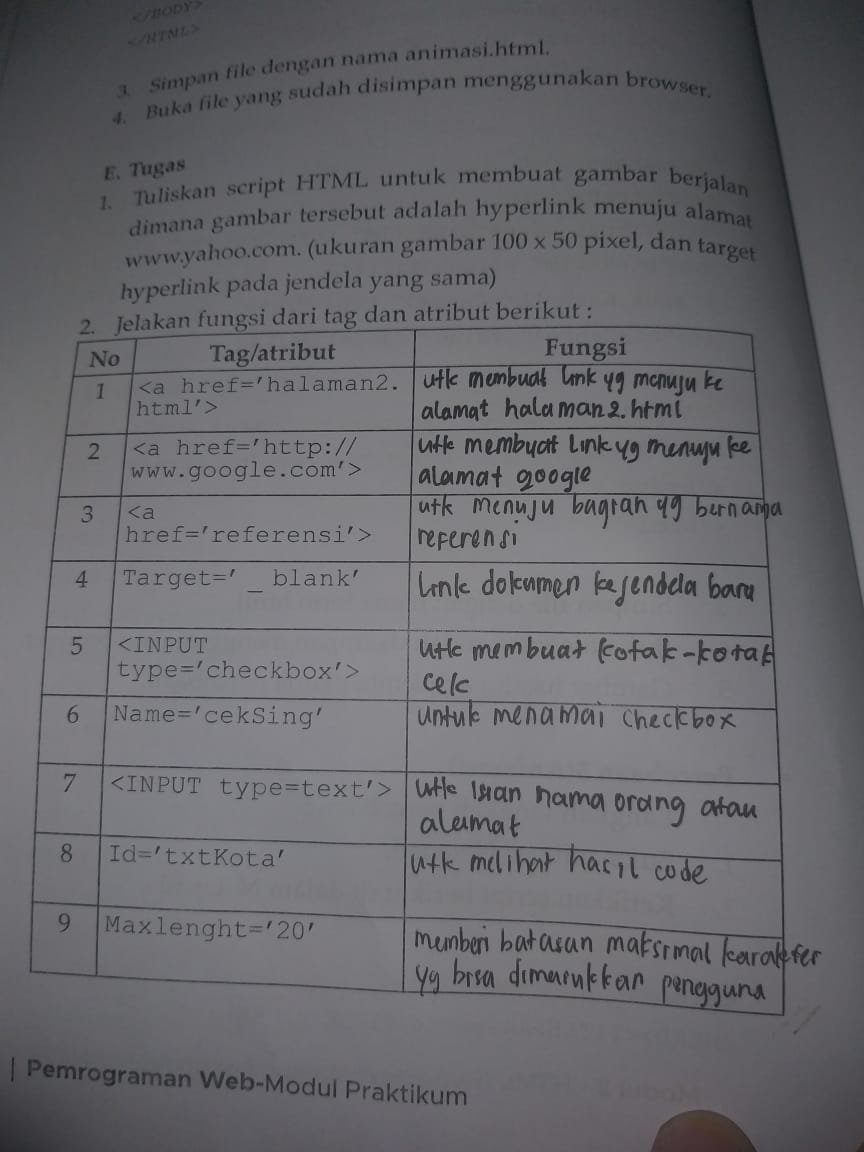 </BODY>
</HTML>
3. Simpan file dengan nama animasi.html.
4. Buka file yang sudah disimpan menggunakan browser.
E. Tugas
1. Tuliskan script HTML untuk membuat gambar berjalan
dimana gambar tersebut adalah hyperlink menuju alamat
www.yahoo.com. (ukuran gambar 100 x 50 pixel, dan target
hyperlink pada jendela yang sama)
2. Jelakan fungsi dari tag dan atribut berikut :
No Tag/atribut Fungsi
1 <a href='halaman2. utk membuat link yg menuju ke
html'> alamat halaman2.html
2 <a href='http:// utk membuat Link yg menuju ke
www.google.com'> alamat google
3 <a utk menuju bagian yg bernama
href='referensi'> referensi
4 Target=' _ blank' Link dokumen kejendela baru
5 <INPUT utk membuat kotak-kotak
type='checkbox'> cek
6 Name='cekSing' untuk menamai checkbox
7 <INPUT type=text'> utk isian nama orang atau
alamat
8 Id='txtKota' utk melihat hasil code
9 Maxlenght='20' memberi batasan maksimal karakter
yg bisa dimasukkan pengguna
| Pemrograman Web-Modul Praktikum